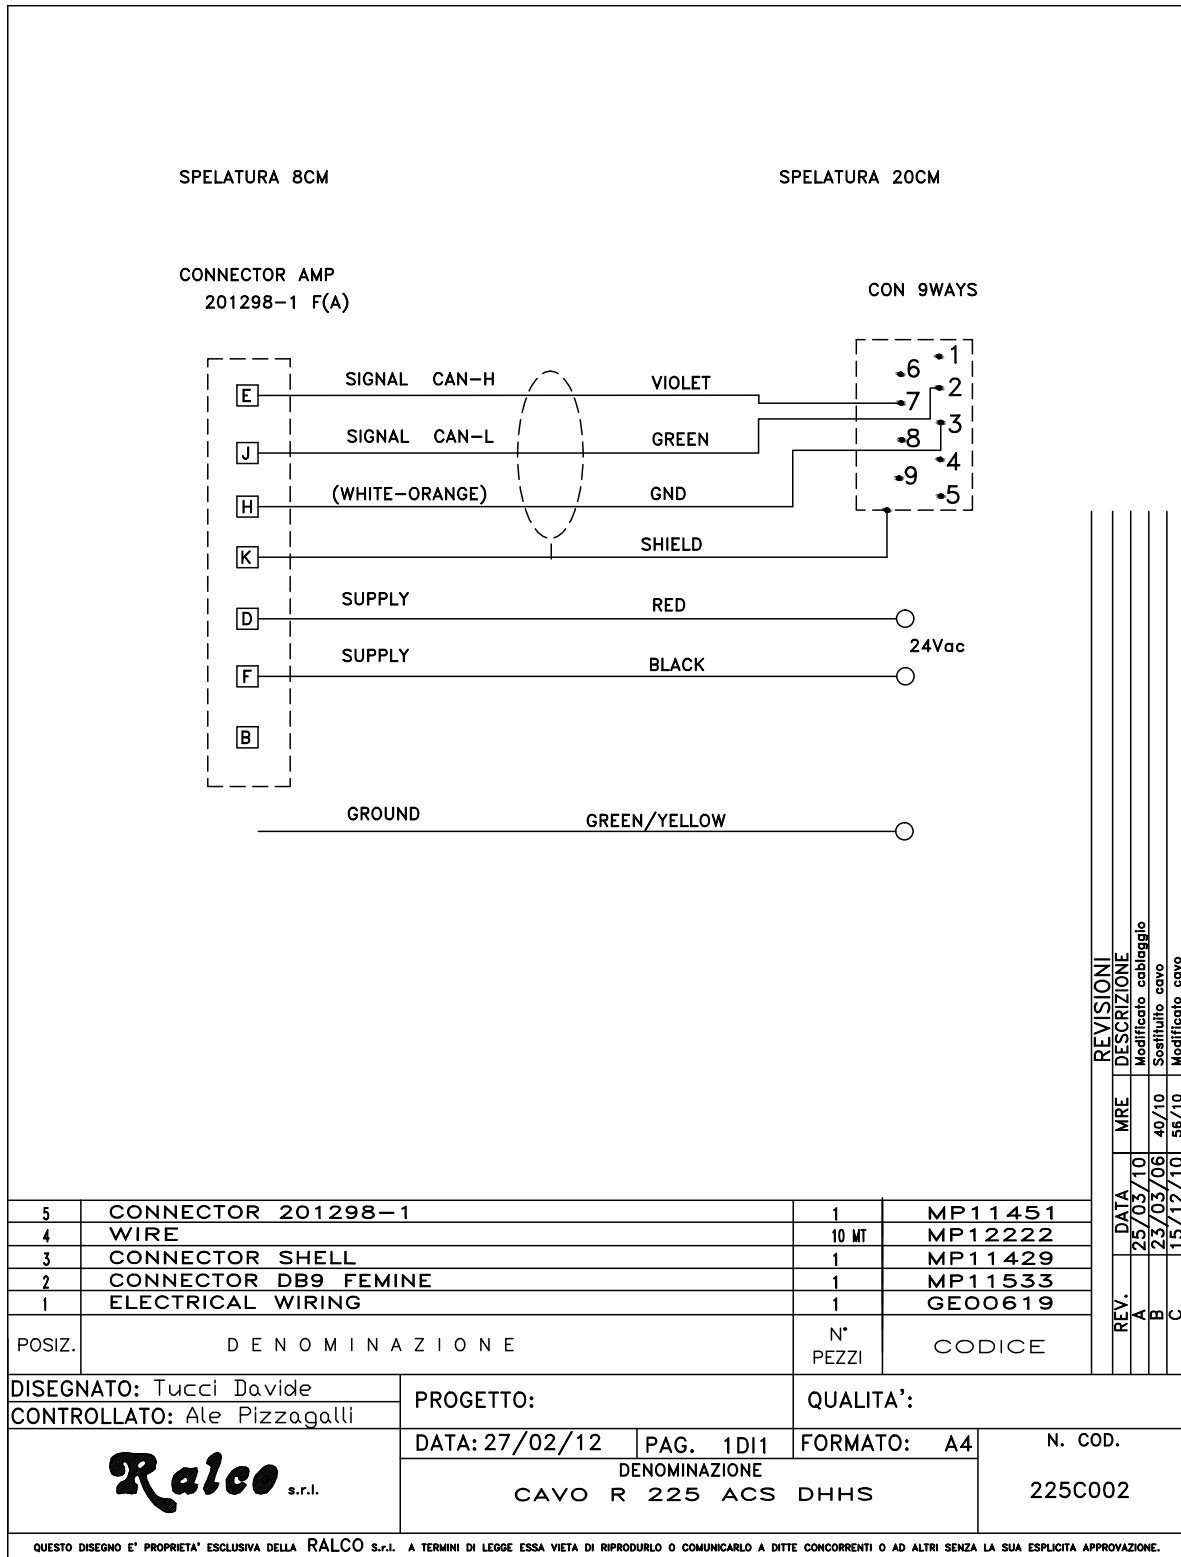 SPELATURA 8CM
SPELATURA 20CM
CONNECTOR AMP
201298-1 F(A)
CON 9WAYS
E
SIGNAL CAN-H
VIOLET
J
SIGNAL CAN-L
GREEN
H
(WHITE-ORANGE)
GND
K
SHIELD
D
SUPPLY
RED
24Vac
F
SUPPLY
BLACK
B
GROUND
GREEN/YELLOW
1
6
2
7
3
8
4
9
5
REVISIONI
REV. DATA MRE DESCRIZIONE
A 25/03/10 Modificato cablaggio
B 23/03/06 40/10 Sostituito cavo
C 15/12/10 56/10 Modificato cavo
5 CONNECTOR 201298-1 1 MP11451
4 WIRE 10 MT MP12222
3 CONNECTOR SHELL 1 MP11429
2 CONNECTOR DB9 FEMINE 1 MP11533
1 ELECTRICAL WIRING 1 GE00619
POSIZ. DENOMINAZIONE N° PEZZI CODICE
DISEGNATO: Tucci Davide
CONTROLLATO: Ale Pizzagalli
PROGETTO:
QUALITA':
Ralco s.r.l.
DATA: 27/02/12 PAG. 1DI1 FORMATO: A4
N. COD.
DENOMINAZIONE
CAVO R 225 ACS DHHS
225C002
QUESTO DISEGNO E' PROPRIETA' ESCLUSIVA DELLA RALCO S.r.l. A TERMINI DI LEGGE ESSA VIETA DI RIPRODURLO O COMUNICARLO A DITTE CONCORRENTI O AD ALTRI SENZA LA SUA ESPLICITA APPROVAZIONE.